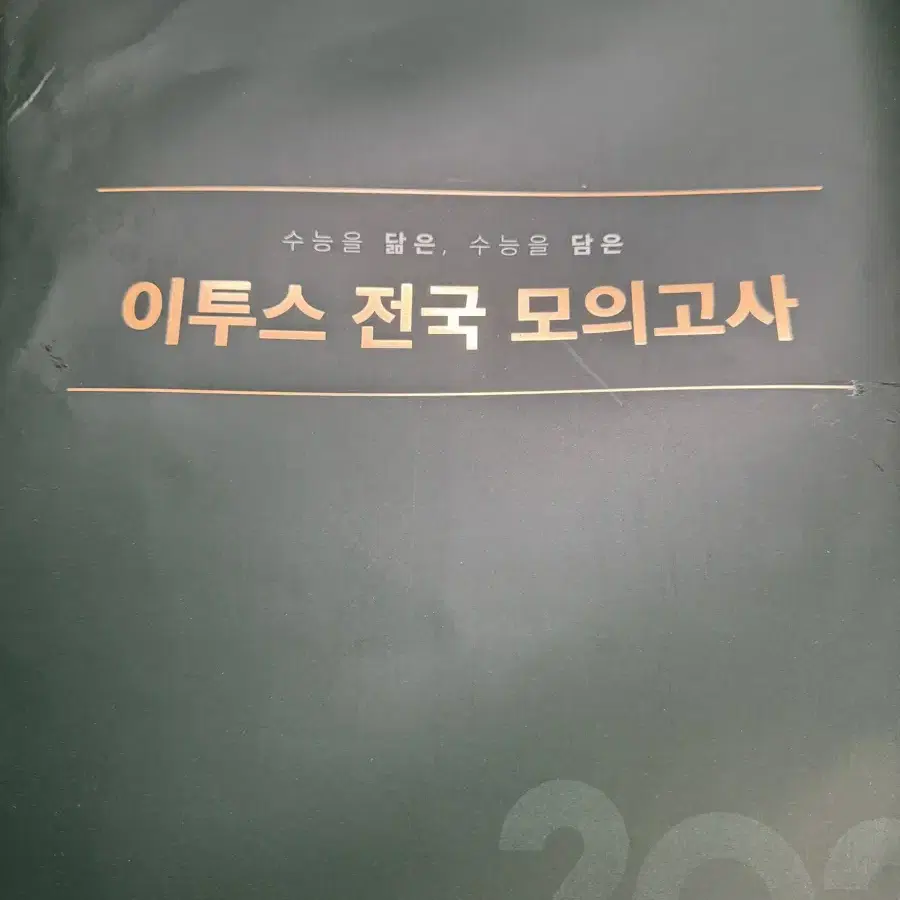 수능을 닮은, 수능을 담은
이투스 전국 모의고사
202